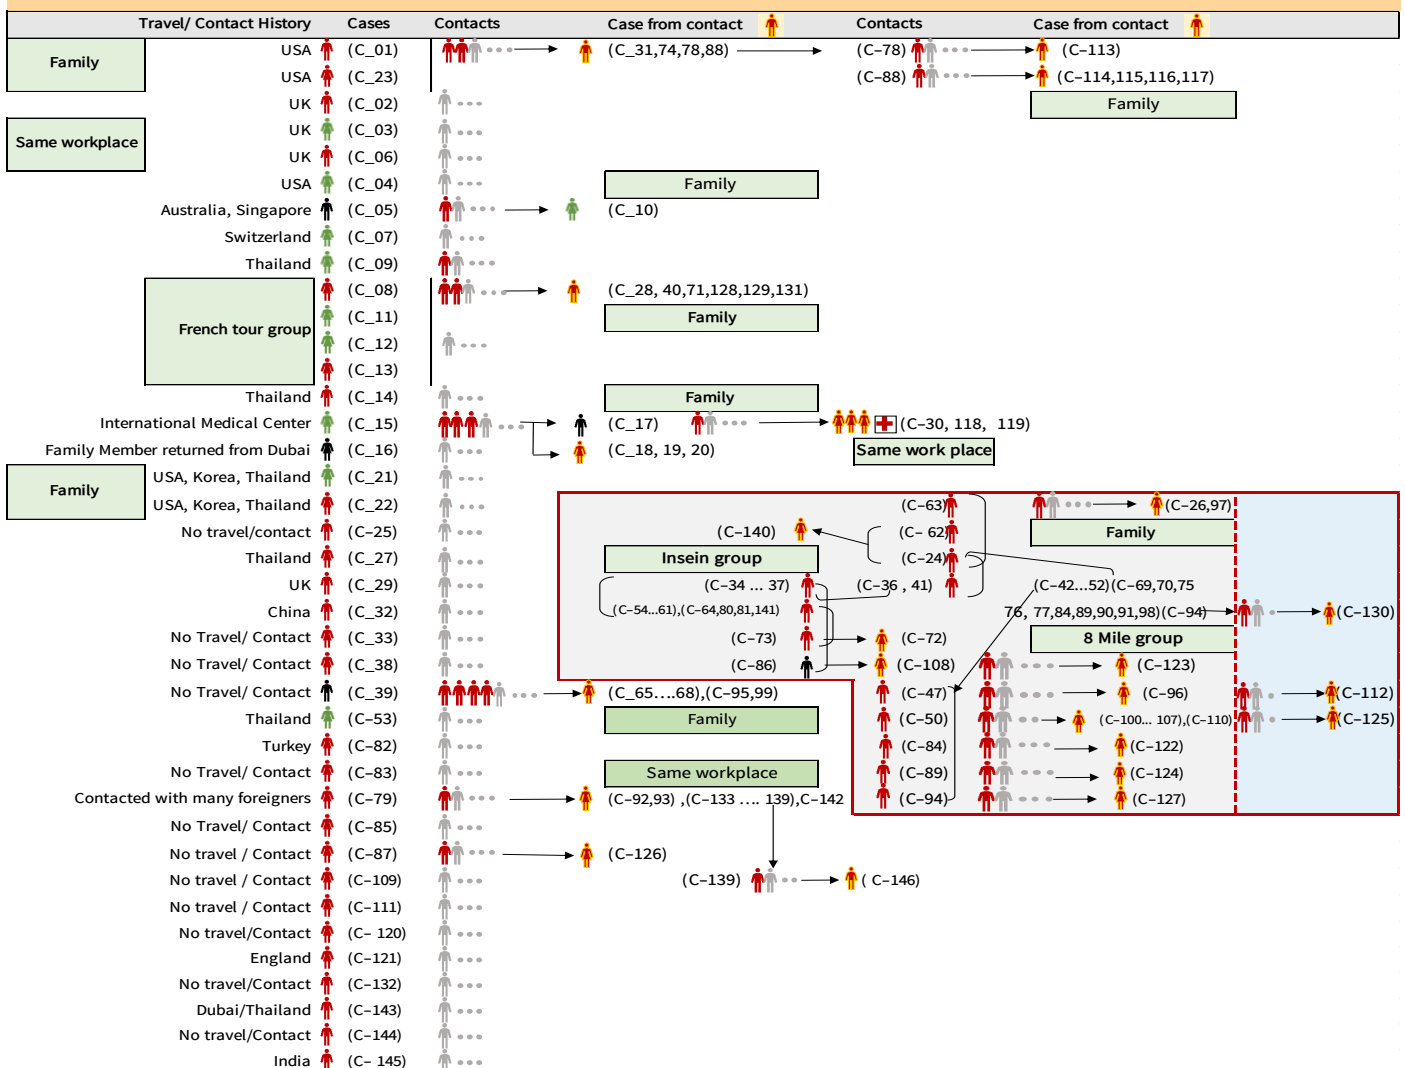 Travel/ Contact History Cases Contacts Case from contact Contacts Case from contact
Family
USA (C_01) (C_31,74,78,88) (C-78) (C-113)
USA (C_23) (C-88) (C-114,115,116,117)
UK (C_02) Family
Same workplace
UK (C_03)
UK (C_06)
USA (C_04) Family
Australia, Singapore (C_05) (C_10)
Switzerland (C_07)
Thailand (C_09)
French tour group
(C_08) (C_28, 40,71,128,129,131)
(C_11) Family
(C_12)
(C_13)
Thailand (C_14) Family
International Medical Center (C_15) (C_17) (C-30, 118, 119)
Family Member returned from Dubai (C_16) (C_18, 19, 20) Same work place
Family
USA, Korea, Thailand (C_21)
USA, Korea, Thailand (C_22) (C-63) (C-26,97)
No travel/contact (C-25) (C-140) (C- 62) Family
Thailand (C_27) Insein group (C-24)
UK (C_29) (C-34 ... 37) (C-36 , 41) (C-42...52)(C-69,70,75
China (C_32) (C-54...61),(C-64,80,81,141) 76, 77,84,89,90,91,98)(C-94) (C-130)
No Travel/ Contact (C_33) (C-73) (C-72) 8 Mile group
No Travel/ Contact (C_38) (C-86) (C-108) (C-123)
No Travel/ Contact (C_39) (C_65....68),(C-95,99) (C-47) (C-96) (C-112)
Thailand (C-53) Family (C-50) (C-100... 107),(C-110) (C-125)
Turkey (C-82) (C-84) (C-122)
No Travel/ Contact (C-83) Same workplace (C-89) (C-124)
Contacted with many foreigners (C-79) (C-92,93) ,(C-133 .... 139),C-142 (C-94) (C-127)
No Travel/ Contact (C-85)
No travel / Contact (C-87) (C-126)
No travel / Contact (C-109) (C-139) ( C-146)
No travel / Contact (C-111)
No travel/Contact (C- 120)
England (C-121)
No travel/Contact (C-132)
Dubai/Thailand (C-143)
No travel/Contact (C-144)
India (C- 145)